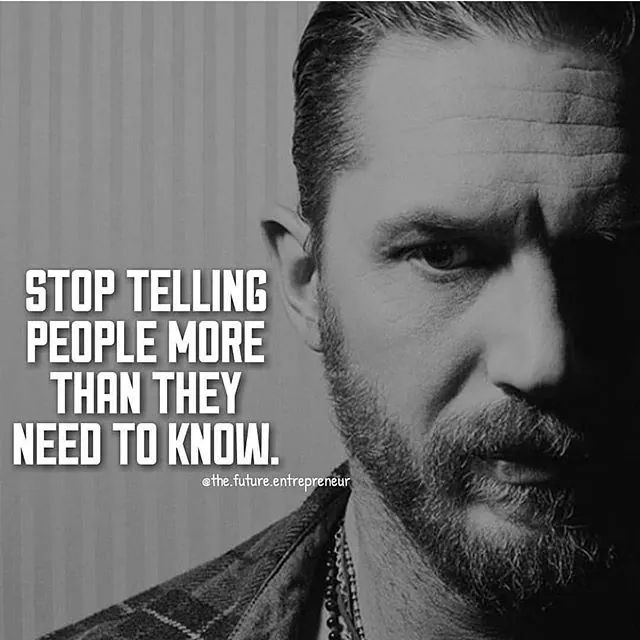 STOP TELLING
PEOPLE MORE
THAN THEY
NEED TO KNOW.
@the.future.entrepreneur